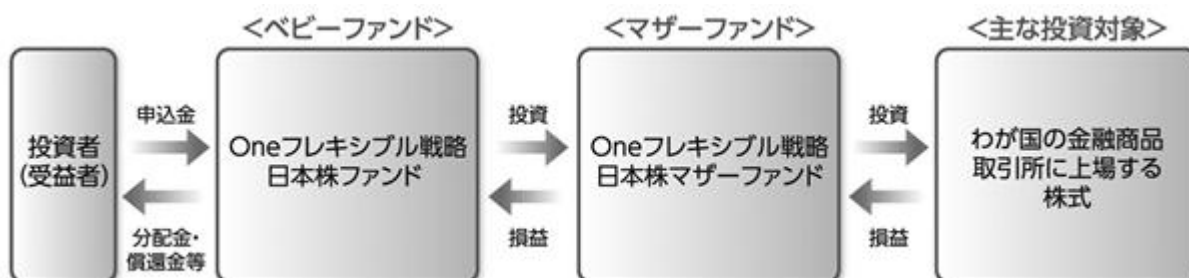 <ベビーファンド>
<マザーファンド>
<主な投資対象>
投資者
(受益者)
申込金
分配金・
償還金等
Oneフレキシブル戦略
日本株ファンド
投資
損益
Oneフレキシブル戦略
日本株マザーファンド
投資
損益
わが国の金融商品
取引所に上場する
株式